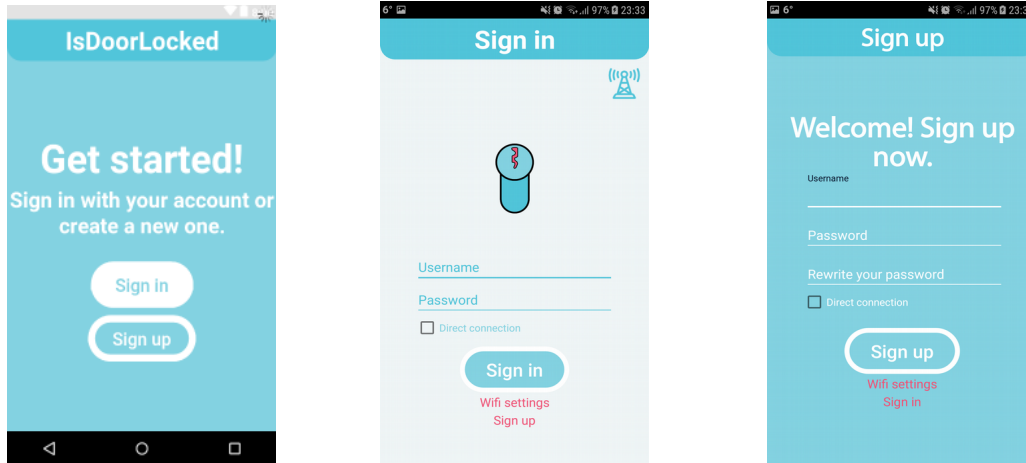 IsDoorLocked
Get started!
Sign in with your account or
create a new one.
Sign in
Sign up
6° 97% 23:33
Sign in
Username
Password
Direct connection
Sign in
Wifi settings
Sign up
6° 97% 23:3
Sign up
Welcome! Sign up
now.
Username
Password
Rewrite your password
Direct connection
Sign up
Wifi settings
Sign in